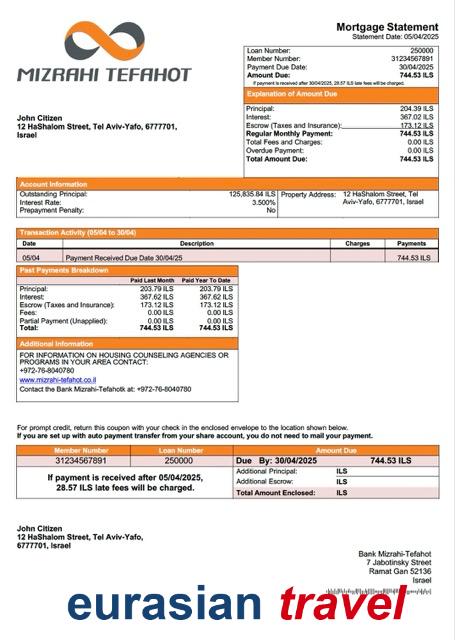 Mortgage Statement
Statement Date: 05/04/2025
MIZRAHI TEFAHOT
Loan Number: 250000
Member Number: 31234567891
Payment Due Date: 30/04/2025
Amount Due: 744.53 ILS
If payment is received after 30/04/2025, 28.57 ILS late fees will be charged.
Explanation of Amount Due
Principal: 204.39 ILS
Interest: 367.02 ILS
Escrow (Taxes and Insurance): 173.12 ILS
Regular Monthly Payment: 744.53 ILS
Total Fees and Charges: 0.00 ILS
Overdue Payment: 0.00 ILS
Total Amount Due: 744.53 ILS
John Citizen
12 HaShalom Street, Tel Aviv-Yafo, 6777701,
Israel
Account Information
Outstanding Principal: 125,835.84 ILS
Interest Rate: 3.500%
Prepayment Penalty: No
Property Address: 12 HaShalom Street, Tel
Aviv-Yafo, 6777701, Israel
Transaction Activity (05/04 to 30/04)
Date Description Charges Payments
05/04 Payment Received Due Date 30/04/25 744.53 ILS
Past Payments Breakdown
Paid Last Month Paid Year To Date
Principal: 203.79 ILS 203.79 ILS
Interest: 367.62 ILS 367.62 ILS
Escrow (Taxes and Insurance): 173.12 ILS 173.12 ILS
Fees: 0.00 ILS 0.00 ILS
Partial Payment (Unapplied): 0.00 ILS 0.00 ILS
Total: 744.53 ILS 744.53 ILS
Additional Information
FOR INFORMATION ON HOUSING COUNSELING AGENCIES OR
PROGRAMS IN YOUR AREA CONTACT:
+972-76-8040780
www.mizrahi-tefahot.co.il
Contact the Bank Mizrahi-Tefahotk at: +972-76-8040780
For prompt credit, return this coupon with your check in the enclosed envelope to the location shown below.
If you are set up with auto payment transfer from your share account, you do not need to mail your payment.
Member Number Loan Number Amount Due
31234567891 250000 Due By: 30/04/2025 744.53 ILS
If payment is received after 05/04/2025,
28.57 ILS late fees will be charged.
Additional Principal: ILS
Additional Escrow: ILS
Total Amount Enclosed: ILS
John Citizen
12 HaShalom Street, Tel Aviv-Yafo,
6777701, Israel
Bank Mizrahi-Tefahot
7 Jabotinsky Street
Ramat Gan 52136
Israel
eurasian travel